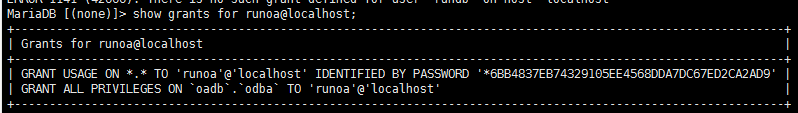 ERROR 1141 (42000): There is no such grant defined for user 'rundb' on host 'localhost'
MariaDB [(none)]> show grants for runoa@localhost;
+-----------------------------------------------------------------------------------------------------------+
| Grants for runoa@localhost |
+-----------------------------------------------------------------------------------------------------------+
| GRANT USAGE ON *.* TO 'runoa'@'localhost' IDENTIFIED BY PASSWORD '*6BB4837EB74329105EE4568DDA7DC67ED2CA2AD9' |
| GRANT ALL PRIVILEGES ON `oadb`.`odba` TO 'runoa'@'localhost' |
+-----------------------------------------------------------------------------------------------------------+